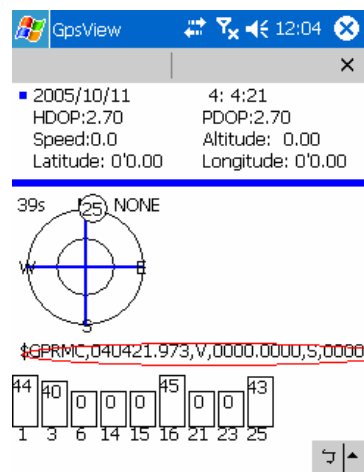 GpsView 12:04
2005/10/11 4: 4:21
HDOP:2.70 PDOP:2.70
Speed:0.0 Altitude: 0.00
Latitude: 0'0.00 Longitude: 0'0.00
39s 25 NONE
W E
S
$GPRMC,040421.973,V,0000.0000,S,0000
44 40 0 0 0 45 0 0 43
1 3 6 14 15 16 21 23 25
ㄅ